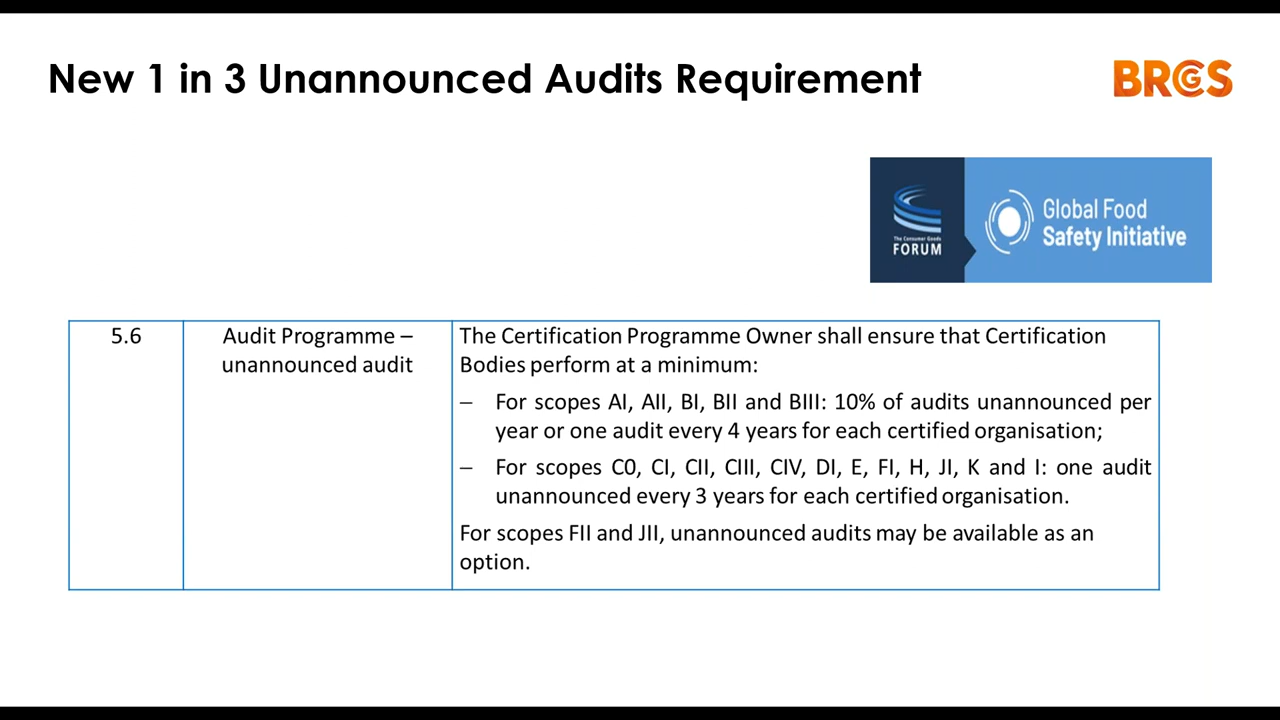 New 1 in 3 Unannounced Audits Requirement
BRCGS
The Consumer Goods
FORUM
Global Food
Safety Initiative
5.6
Audit Programme –
unannounced audit
The Certification Programme Owner shall ensure that Certification
Bodies perform at a minimum:
– For scopes AI, AII, BI, BII and BIII: 10% of audits unannounced per
year or one audit every 4 years for each certified organisation;
– For scopes C0, CI, CII, CIII, CIV, DI, E, FI, H, JI, K and I: one audit
unannounced every 3 years for each certified organisation.
For scopes FII and JII, unannounced audits may be available as an
option.